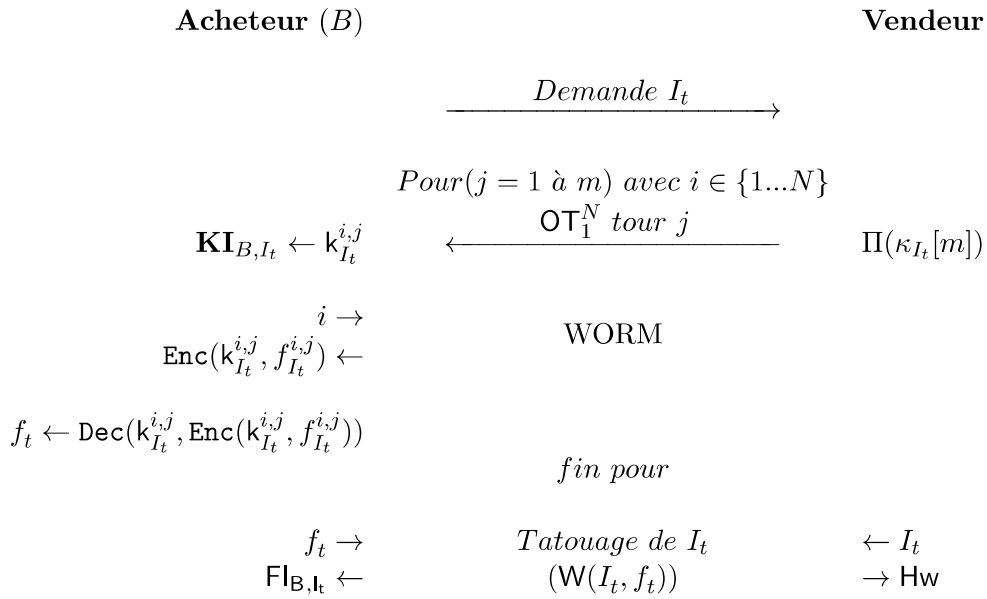 Acheteur (B) Vendeur
Demande I_t
Pour(j = 1 à m) avec i ∈ {1...N}
OT_1^N tour j
KI_{B,I_t} ← k_{I_t}^{i,j} Π(κ_{I_t}[m])
i →
WORM
Enc(k_{I_t}^{i,j}, f_{I_t}^{i,j}) ←
f_t ← Dec(k_{I_t}^{i,j}, Enc(k_{I_t}^{i,j}, f_{I_t}^{i,j}))
fin pour
f_t → Tatouage de I_t ← I_t
FI_{B,I_t} ← (W(I_t, f_t)) → Hw